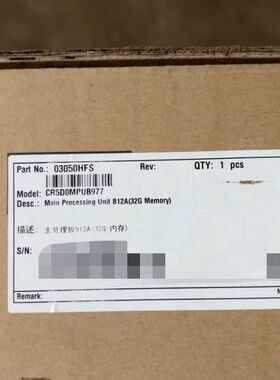 Part No.: 03050HFS Rev: QTY: 1 pcs
Model: CR5D0MPUB977
Desc.: Main Processing Unit B12A(32G Memory)
描述: 主处理板912A(32G 内存)
S/N:
Remark: